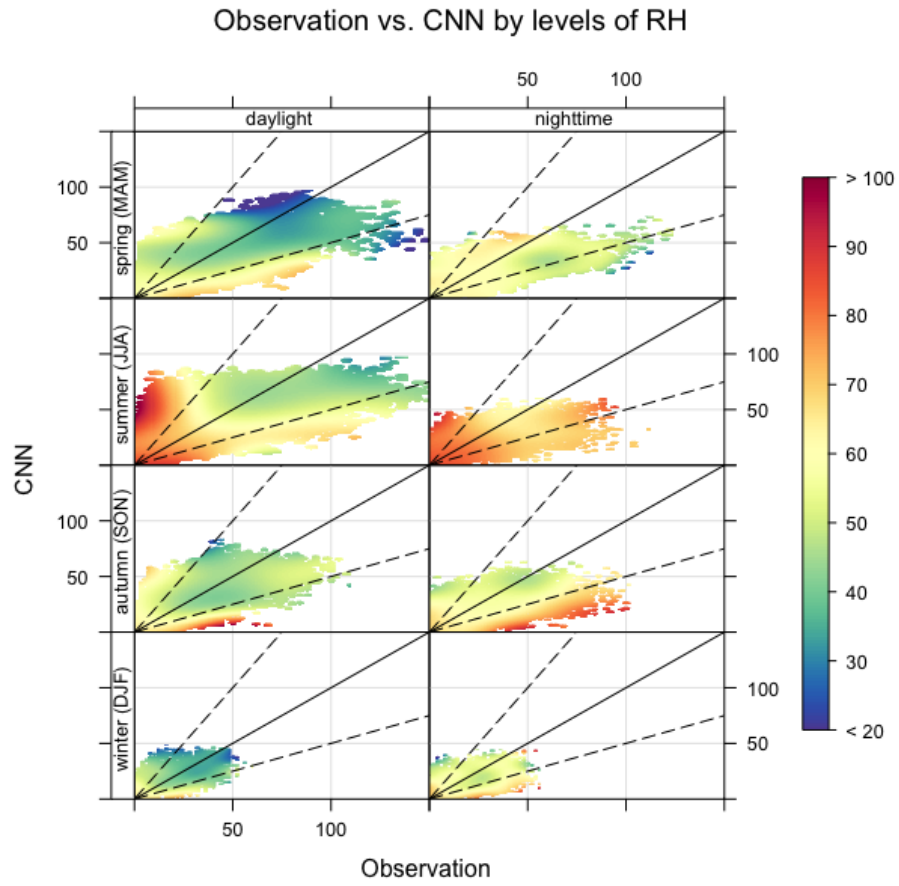 Observation vs. CNN by levels of RH
50 100
daylight nighttime
spring (MAM)
100
50
summer (JJA)
100
50
autumn (SON)
100
50
winter (DJF)
100
50
50 100
CNN
Observation
> 100
90
80
70
60
50
40
30
< 20